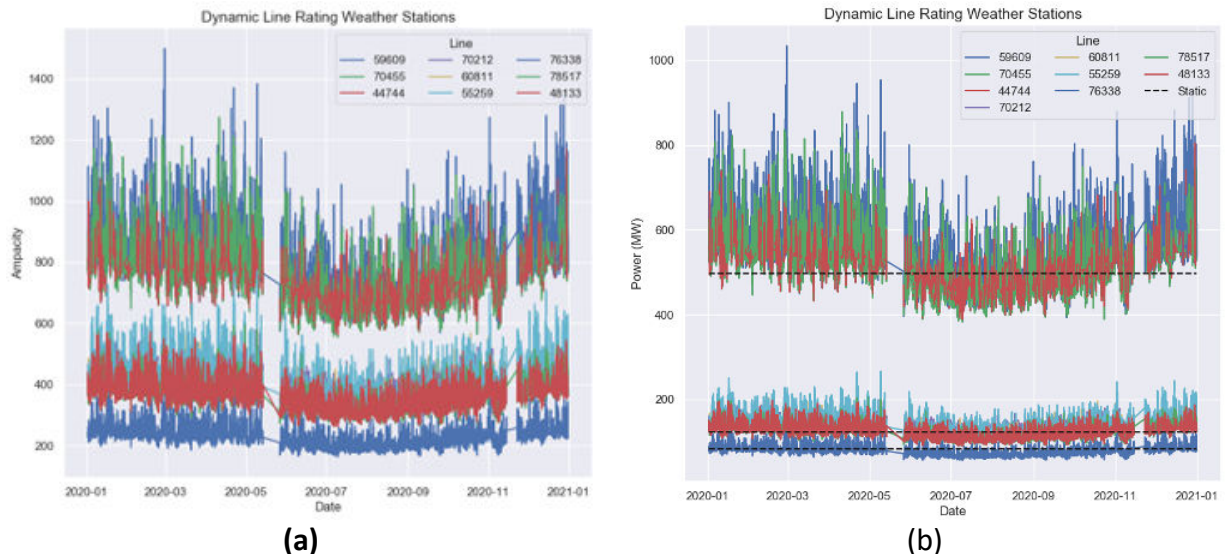 Dynamic Line Rating Weather Stations
Line
59609 70212 76338
70455 60811 78517
44744 55259 48133
1400
1200
1000
800
600
400
200
Ampacity
2020-01 2020-03 2020-05 2020-07 2020-09 2020-11 2021-01
Date
(a)
Dynamic Line Rating Weather Stations
Line
59609 60811 78517
70455 55259 48133
44744 76338 Static
70212
1000
800
600
400
200
Power (MW)
2020-01 2020-03 2020-05 2020-07 2020-09 2020-11 2021-01
Date
(b)